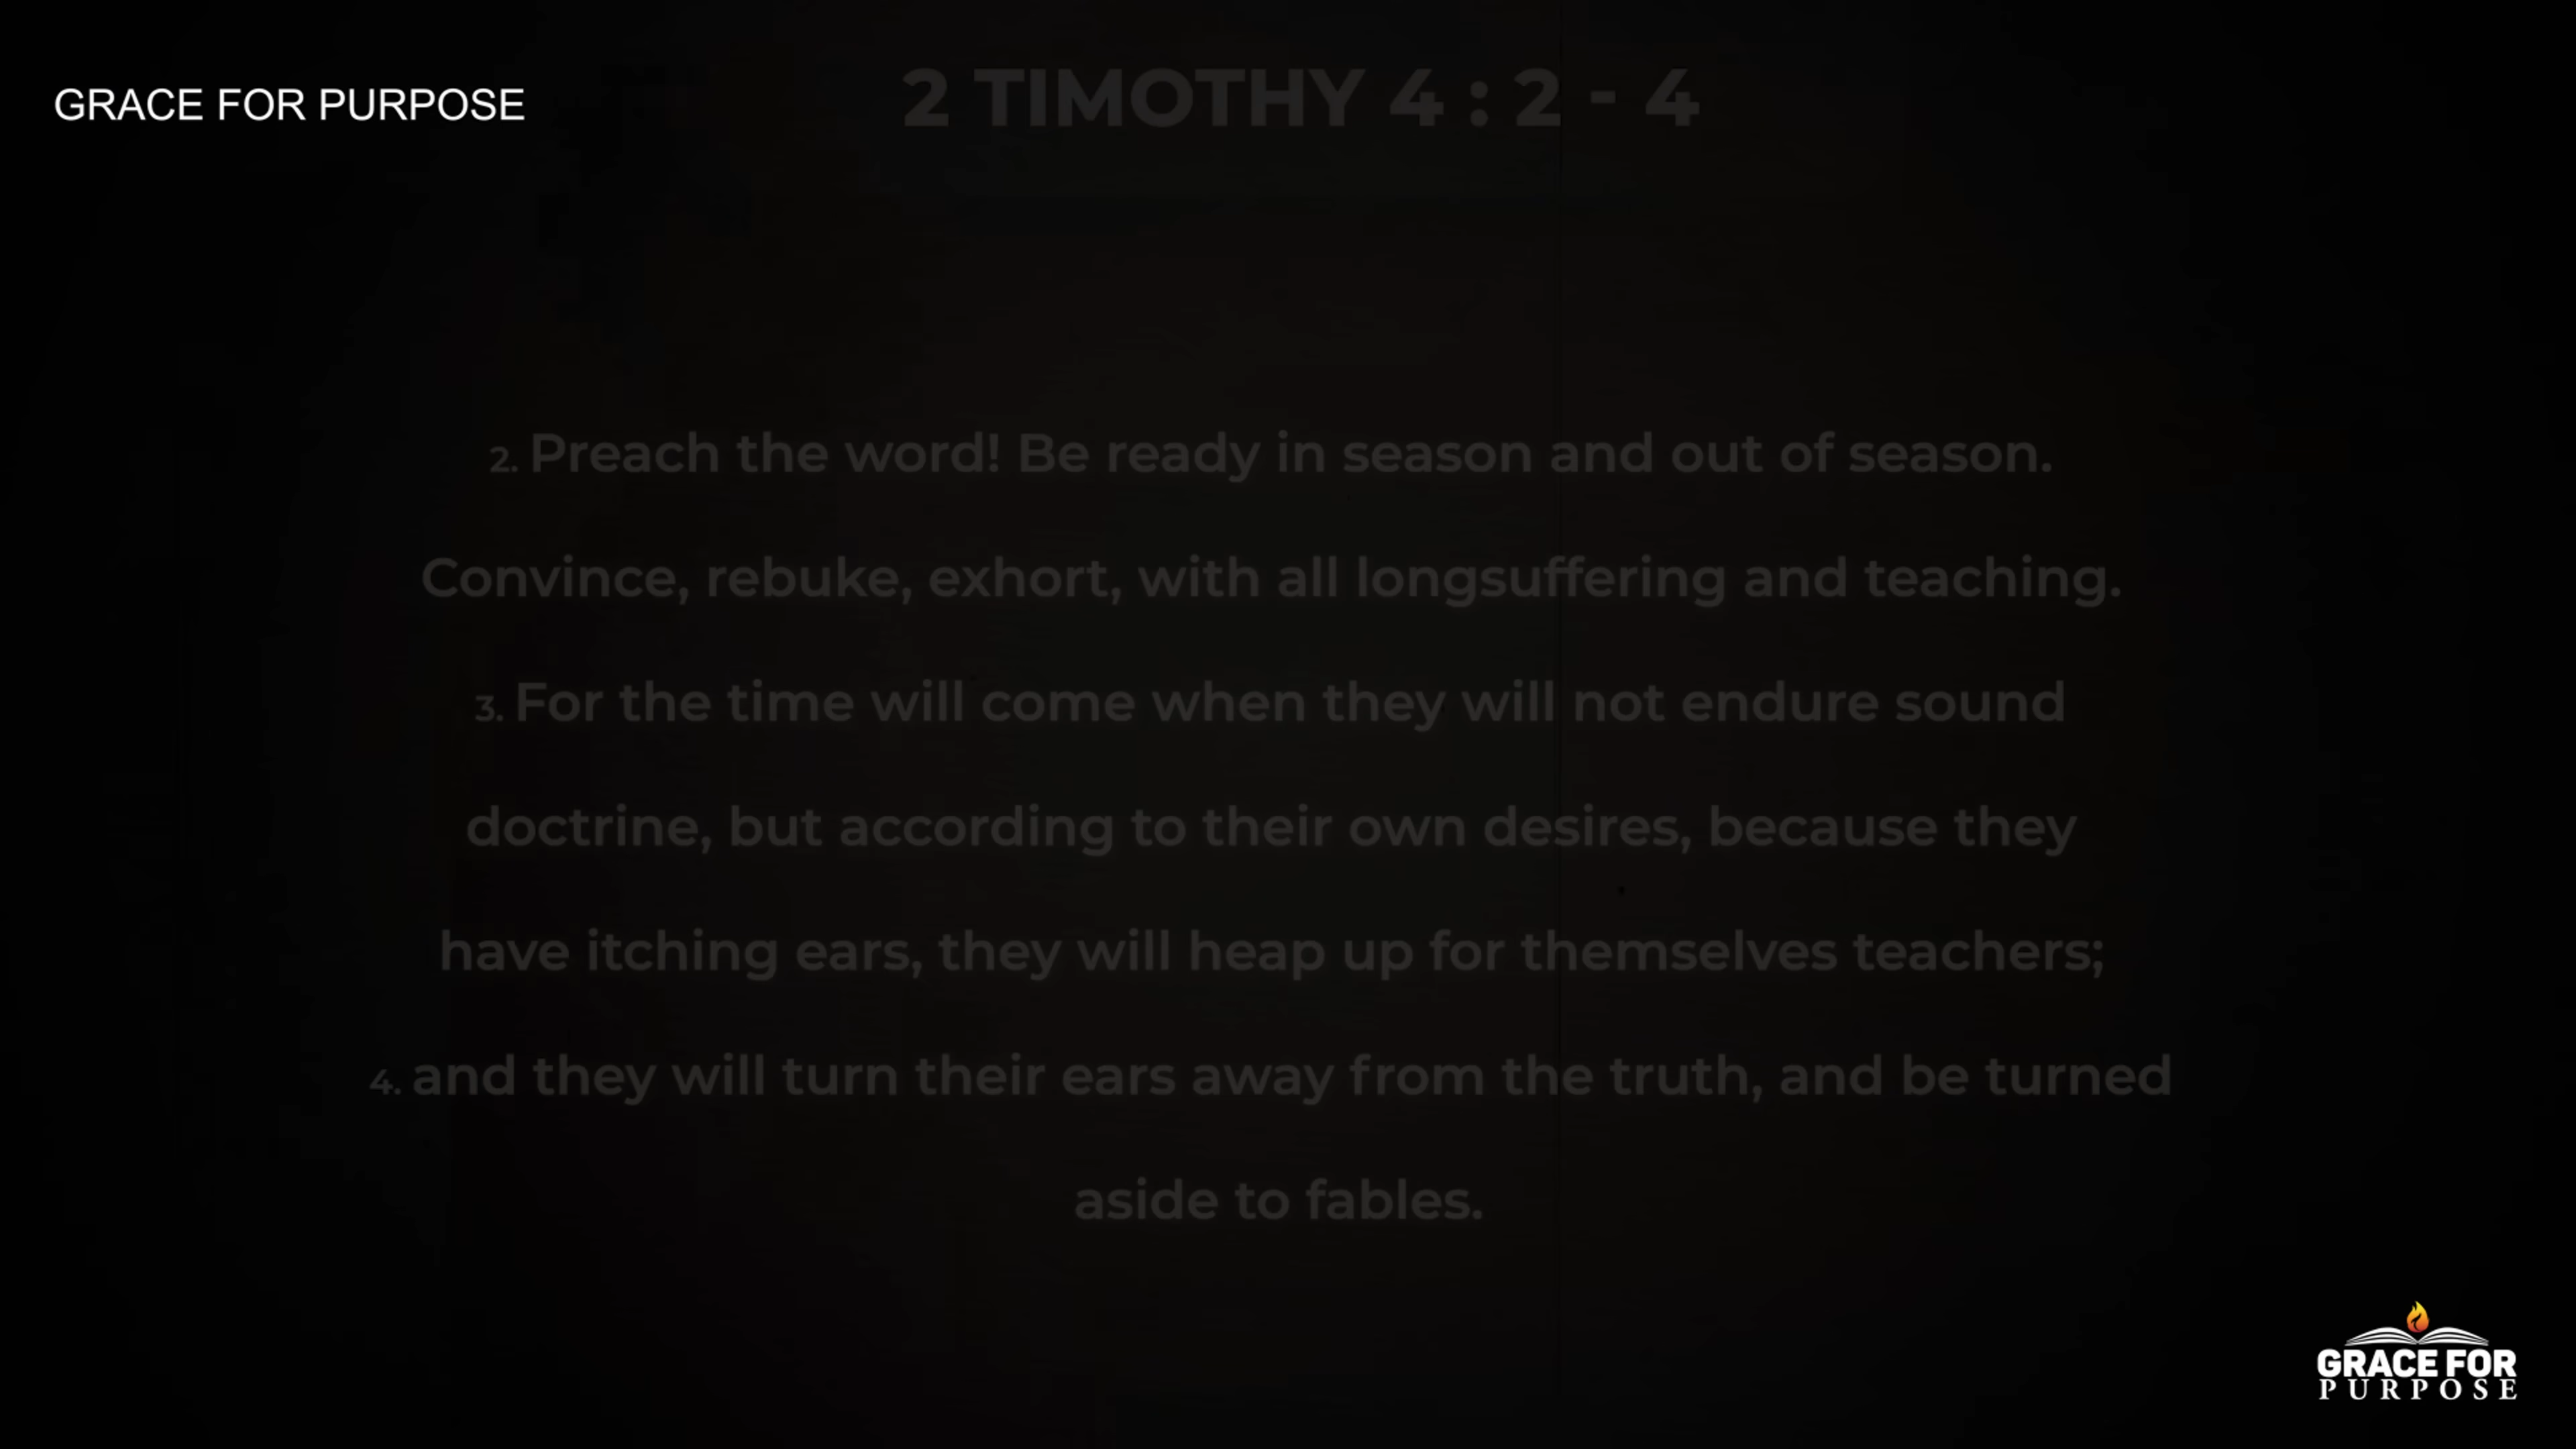 GRACE FOR PURPOSE
2 TIMOTHY 4 : 2 - 4
2. Preach the word! Be ready in season and out of season.
Convince, rebuke, exhort, with all longsuffering and teaching.
3. For the time will come when they will not endure sound
doctrine, but according to their own desires, because they
have itching ears, they will heap up for themselves teachers;
4. and they will turn their ears away from the truth, and be turned
aside to fables.
GRACE FOR
PURPOSE